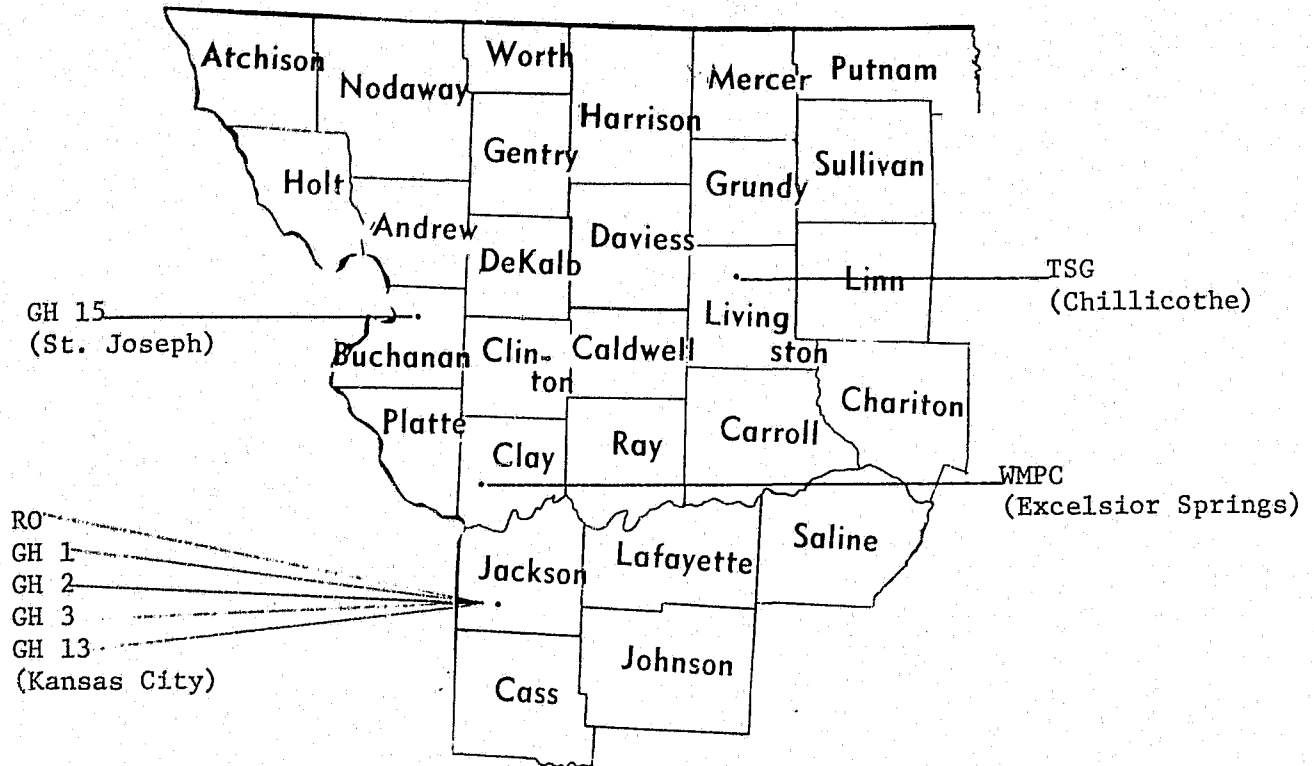 Atchison
Nodaway
Worth
Harrison
Mercer
Putnam
Gentry
Sullivan
Holt
Grundy
Andrew
Daviess
DeKalb
Linn
TSG
(Chillicothe)
GH 15
(St. Joseph)
Living
ston
Buchanan
Clin-
ton
Caldwell
Chariton
Platte
Carroll
Clay
Ray
WMPC
(Excelsior Springs)
RO
GH 1
GH 2
GH 3
GH 13
(Kansas City)
Jackson
Lafayette
Saline
Johnson
Cass